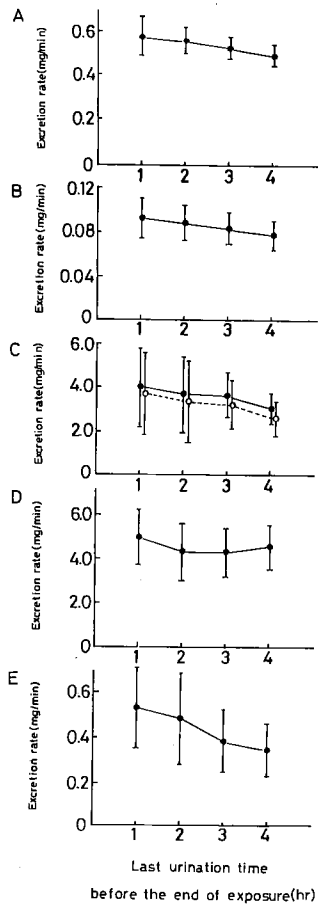 A
Excretion rate(mg/min)
0.6
0.4
0.2
0
1 2 3 4
B
Excretion rate(mg/min)
0.12
0.08
0.04
0
1 2 3 4
C
Excretion rate(mg/min)
6.0
4.0
2.0
0
1 2 3 4
D
Excretion rate(mg/min)
6.0
4.0
2.0
0
1 2 3 4
E
Excretion rate(mg/min)
0.6
0.4
0.2
0
1 2 3 4
Last urination time
before the end of exposure(hr)